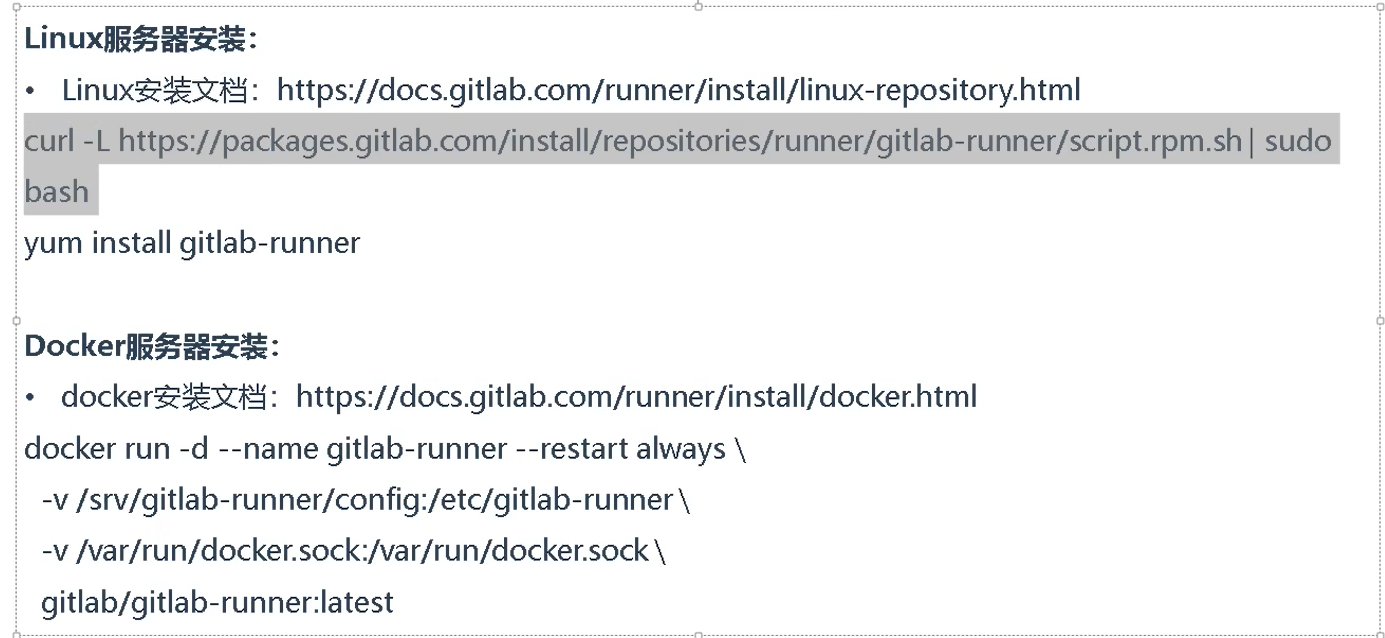 Linux服务器安装：
• Linux安装文档：https://docs.gitlab.com/runner/install/linux-repository.html
curl -L https://packages.gitlab.com/install/repositories/runner/gitlab-runner/script.rpm.sh| sudo
bash
yum install gitlab-runner
Docker服务器安装：
• docker安装文档：https://docs.gitlab.com/runner/install/docker.html
docker run -d --name gitlab-runner --restart always \
-v /srv/gitlab-runner/config:/etc/gitlab-runner \
-v /var/run/docker.sock:/var/run/docker.sock \
gitlab/gitlab-runner:latest